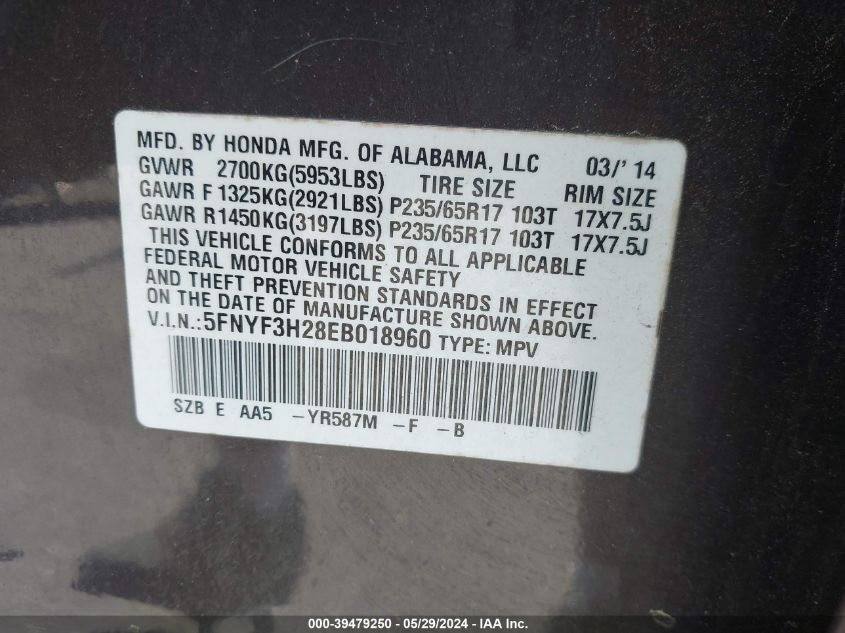 MFD. BY HONDA MFG. OF ALABAMA, LLC 03/' 14
GVWR 2700KG(5953LBS) TIRE SIZE RIM SIZE
GAWR F 1325KG(2921LBS) P235/65R17 103T 17X7.5J
GAWR R1450KG(3197LBS) P235/65R17 103T 17X7.5J
THIS VEHICLE CONFORMS TO ALL APPLICABLE
FEDERAL MOTOR VEHICLE SAFETY
AND THEFT PREVENTION STANDARDS IN EFFECT
ON THE DATE OF MANUFACTURE SHOWN ABOVE.
V.I.N.:5FNYF3H28EB018960 TYPE: MPV
SZB E AA5 -YR587M -F -B
000-39479250 - 05/29/2024 - IAA Inc.